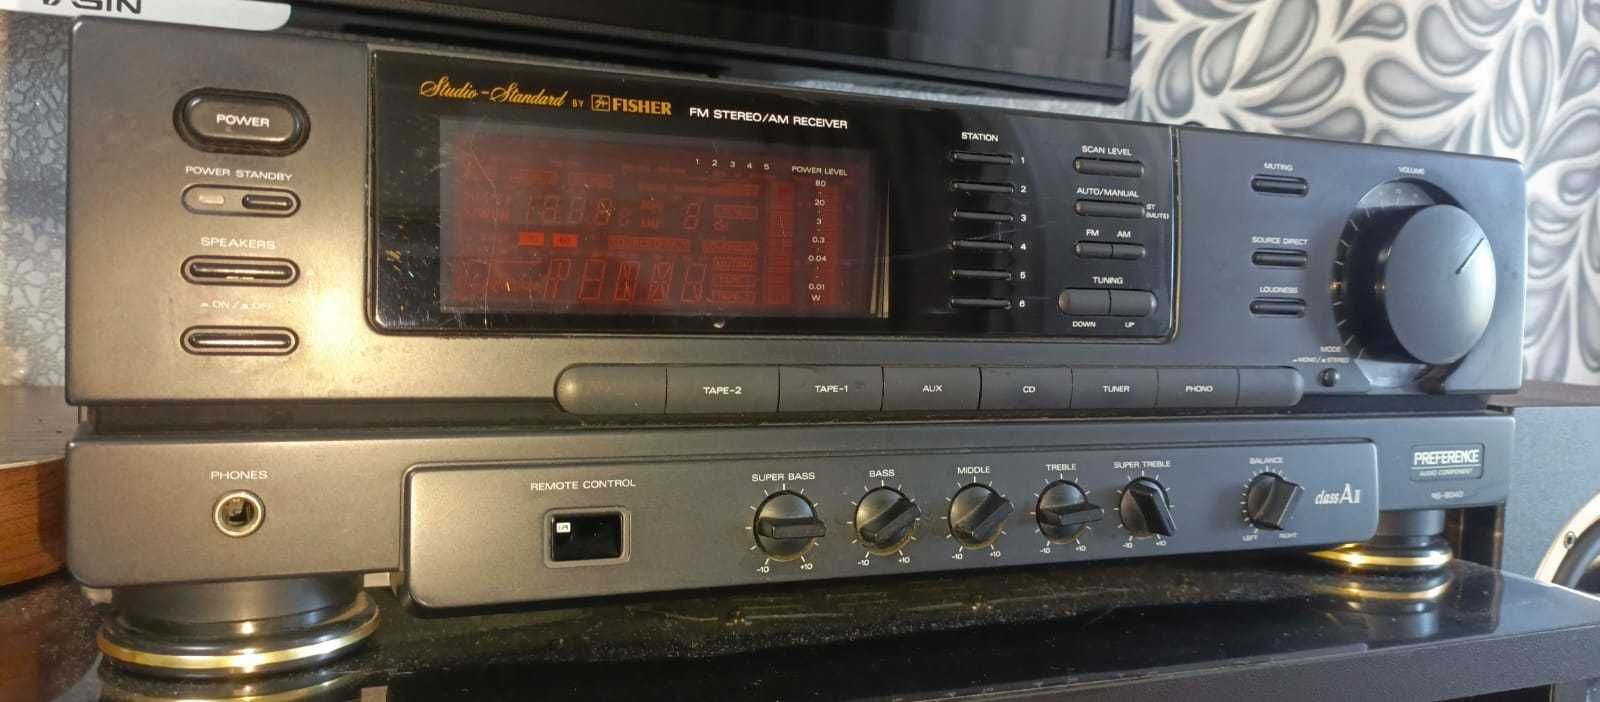 POWER
POWER STANDBY
SPEAKERS
ON / OFF
Studio-Standard BY FISHER FM STEREO/AM RECEIVER
1 2 3 4 5
POWER LEVEL
80
20
3
0.3
0.04
0.01
W
STATION
1
2
3
4
5
6
SCAN LEVEL
AUTO/MANUAL
ST
(MUTE)
FM AM
TUNING
DOWN UP
MUTING
SOURCE DIRECT
LOUDNESS
VOLUME
MODE
MONO / STEREO
TAPE-2 TAPE-1 AUX CD TUNER PHONO
PHONES
REMOTE CONTROL
SUPER BASS BASS MIDDLE TREBLE SUPER TREBLE
-10 +10 -10 +10 -10 +10 -10 +10 -10 +10
BALANCE
LEFT RIGHT
class A II
PREFERENCE
AUDIO COMPONENT